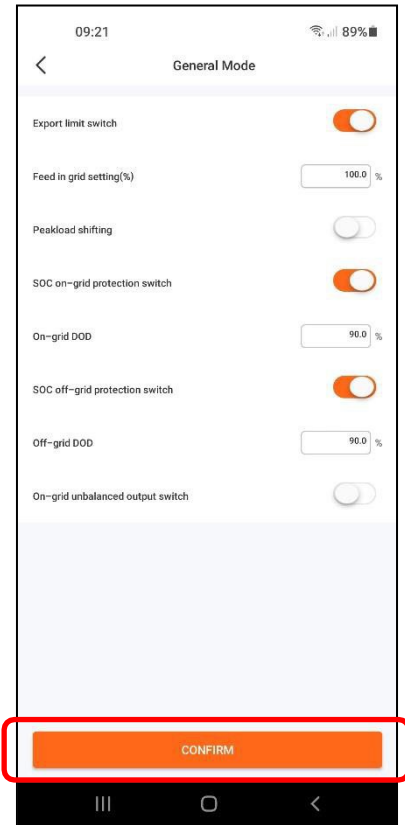 09:21 89%
General Mode
Export limit switch
Feed in grid setting(%) 100.0 %
Peakload shifting
SOC on-grid protection switch
On-grid DOD 90.0 %
SOC off-grid protection switch
Off-grid DOD 90.0 %
On-grid unbalanced output switch
CONFIRM